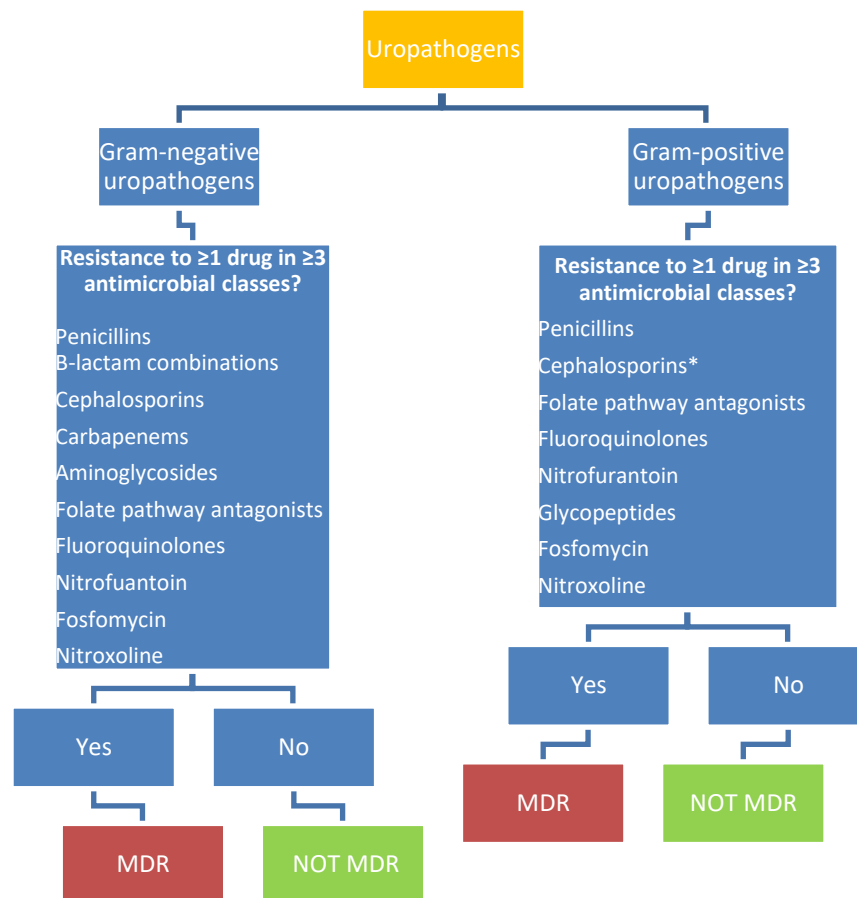 Uropathogens
Gram-negative
uropathogens
Resistance to ≥1 drug in ≥3
antimicrobial classes?
Penicillins
B-lactam combinations
Cephalosporins
Carbapenems
Aminoglycosides
Folate pathway antagonists
Fluoroquinolones
Nitrofuantoin
Fosfomycin
Nitroxoline
Yes
No
MDR
NOT MDR
Gram-positive
uropathogens
Resistance to ≥1 drug in ≥3
antimicrobial classes?
Penicillins
Cephalosporins*
Folate pathway antagonists
Fluoroquinolones
Nitrofurantoin
Glycopeptides
Fosfomycin
Nitroxoline
Yes
No
MDR
NOT MDR